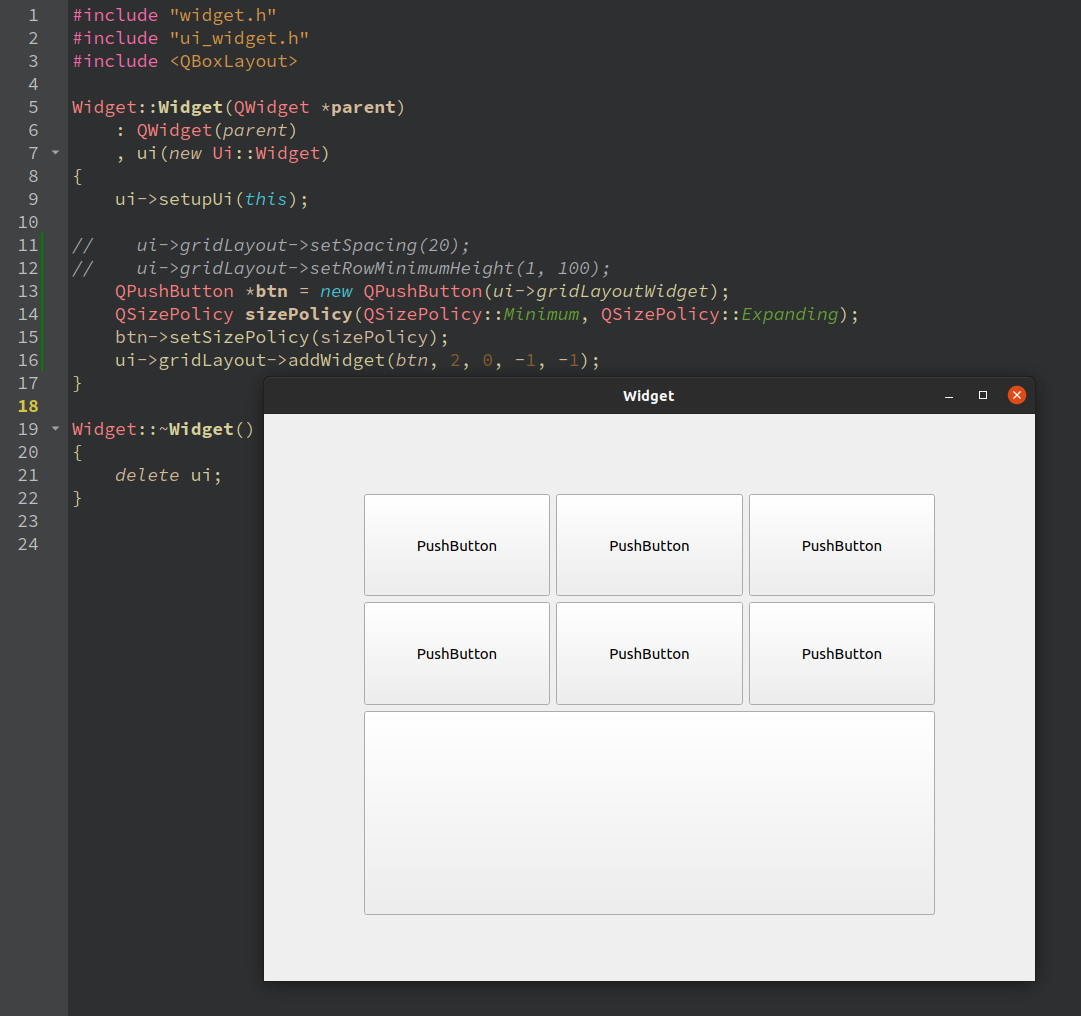 1 #include "widget.h"
2 #include "ui_widget.h"
3 #include <QBoxLayout>
4
5 Widget::Widget(QWidget *parent)
6     : QWidget(parent)
7     , ui(new Ui::Widget)
8 {
9     ui->setupUi(this);
10
11 //    ui->gridLayout->setSpacing(20);
12 //    ui->gridLayout->setRowMinimumHeight(1, 100);
13     QPushButton *btn = new QPushButton(ui->gridLayoutWidget);
14     QSizePolicy sizePolicy(QSizePolicy::Minimum, QSizePolicy::Expanding);
15     btn->setSizePolicy(sizePolicy);
16     ui->gridLayout->addWidget(btn, 2, 0, -1, -1);
17 }
18
19 Widget::~Widget()
20 {
21     delete ui;
22 }
23
24
Widget
PushButton PushButton PushButton
PushButton PushButton PushButton